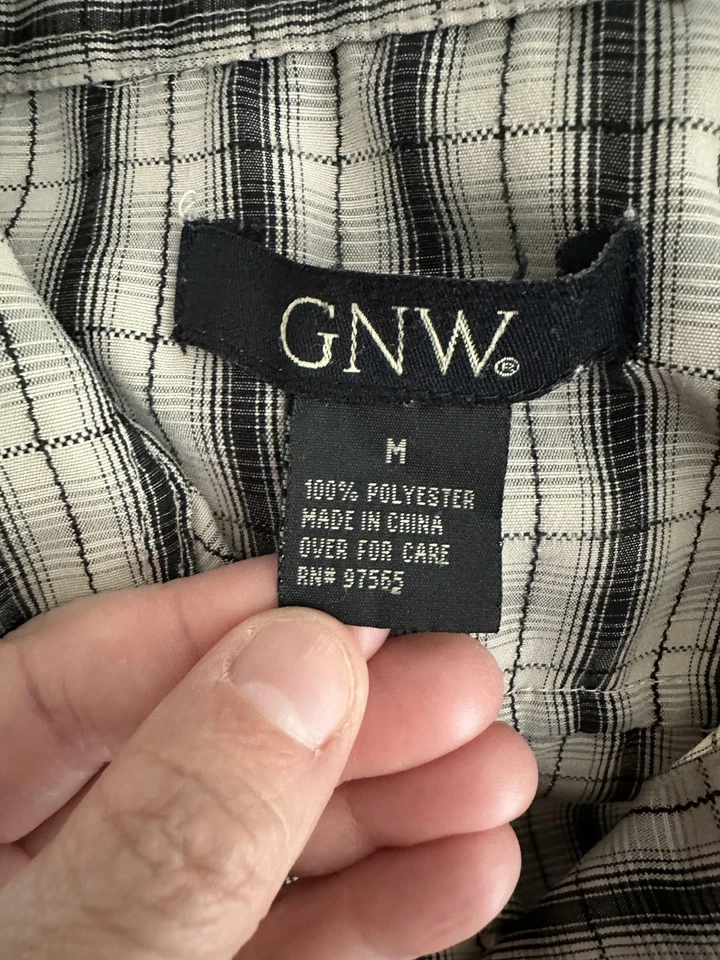 GNW®
M
100% POLYESTER
MADE IN CHINA
OVER FOR CARE
RN# 97565